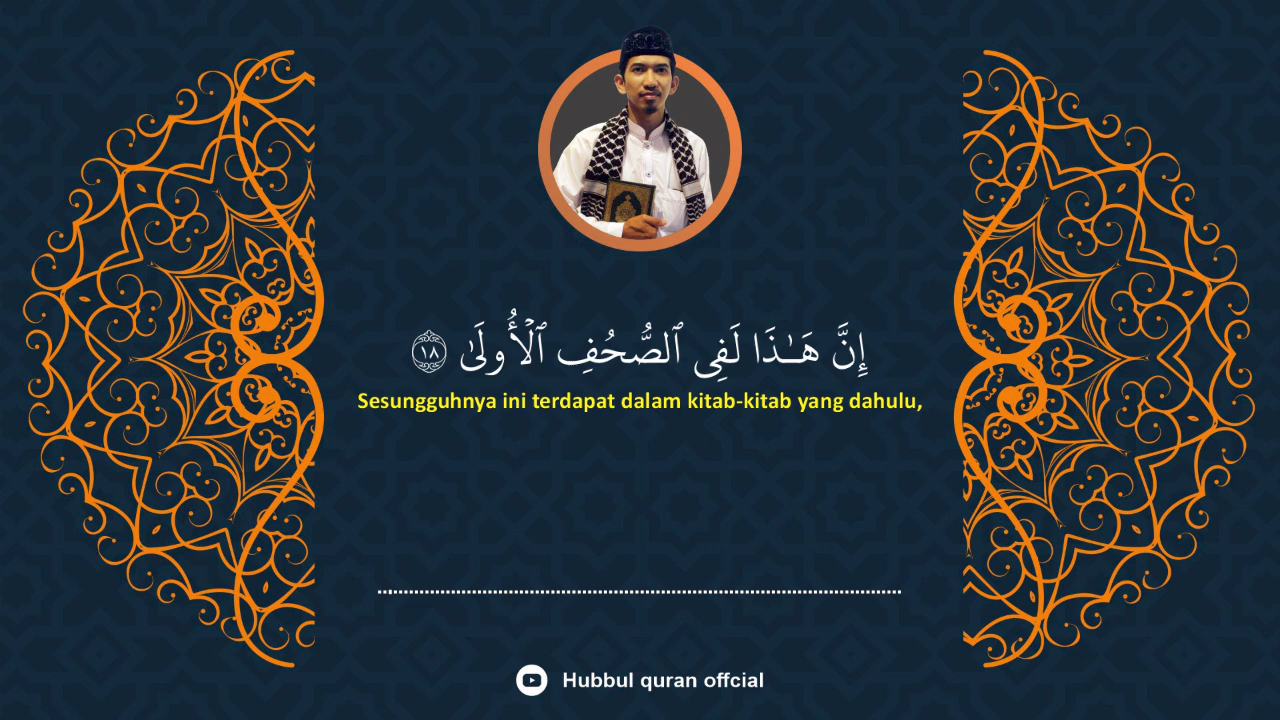 إِنَّ هَـٰذَا لَفِى ٱلصُّحُفِ ٱلْأُولَىٰ ١٨
Sesungguhnya ini terdapat dalam kitab-kitab yang dahulu,
Hubbul quran offcial